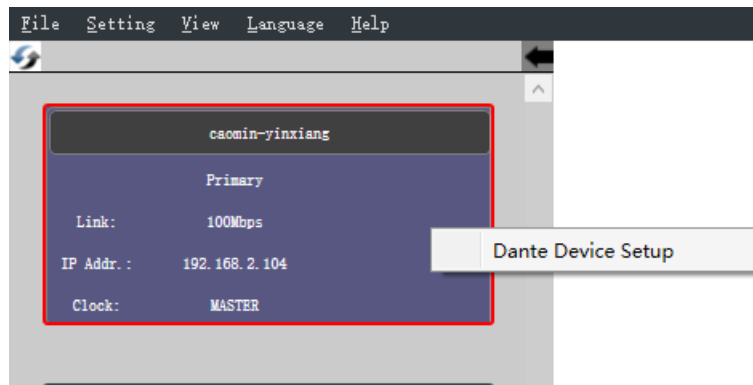 File Setting View Language Help
caomin-yinxiang
Primary
Link: 100Mbps
IP Addr.: 192.168.2.104
Clock: MASTER
Dante Device Setup